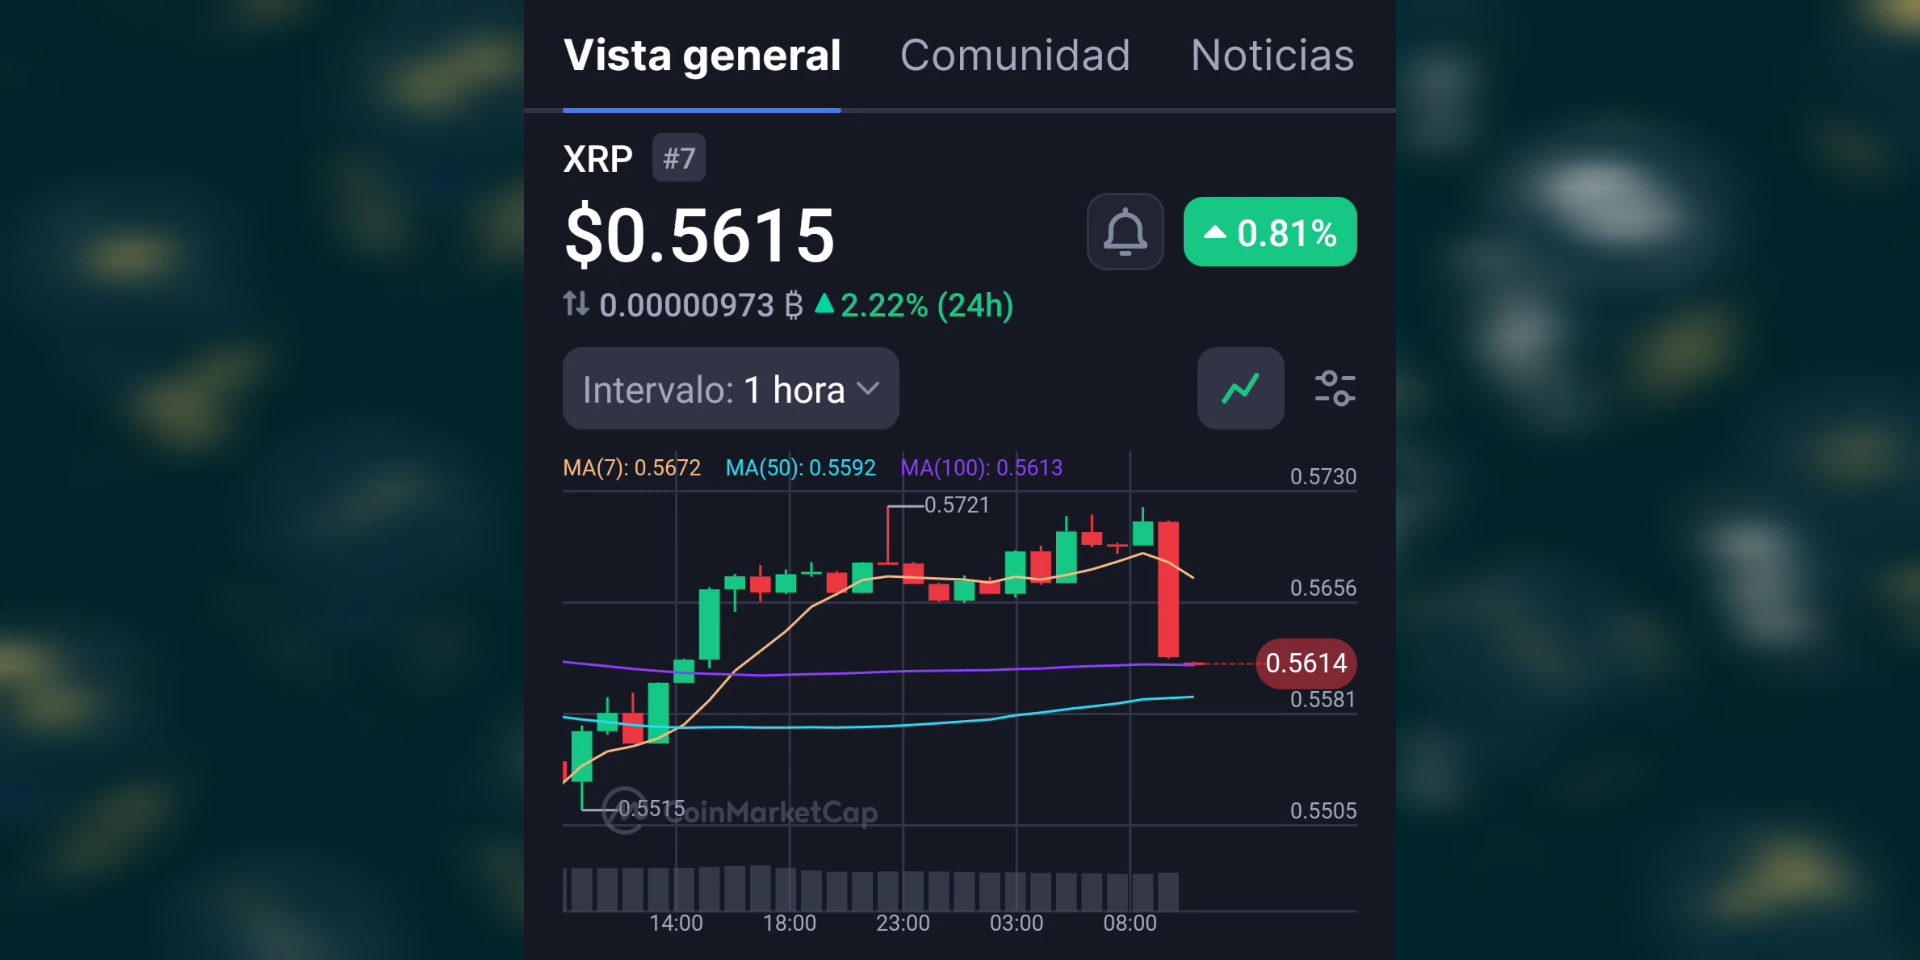 Vista general Comunidad Noticias
XRP #7
$0.5615
0.81%
0.00000973 ₿ 2.22% (24h)
Intervalo: 1 hora
MA(7): 0.5672 MA(50): 0.5592 MA(100): 0.5613
0.5730
0.5721
0.5656
0.5614
0.5581
0.5515 CoinMarketCap
0.5505
14:00 18:00 23:00 03:00 08:00